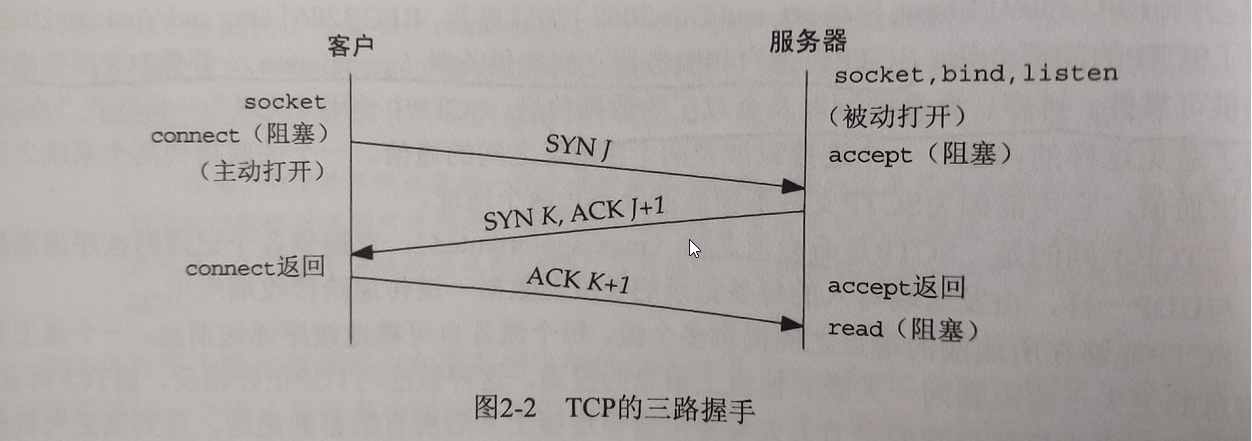 客户
服务器
socket
socket,bind,listen
connect（阻塞）
（被动打开）
（主动打开）
SYN J
accept（阻塞）
SYN K, ACK J+1
connect返回
ACK K+1
accept返回
read（阻塞）
图2-2 TCP的三路握手